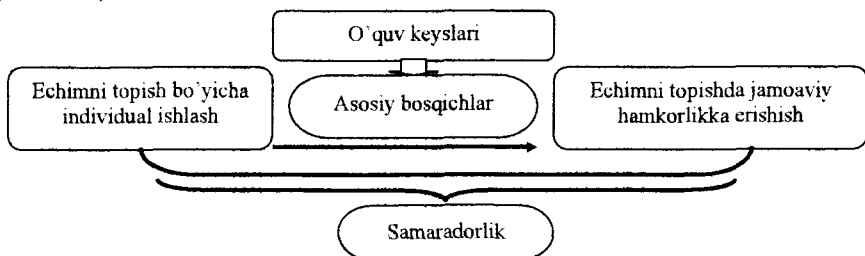 O`quv keyslari
Echimni topish bo`yicha
individual ishlash
Asosiy bosqichlar
Echimni topishda jamoaviy
hamkorlikka erishish
Samaradorlik